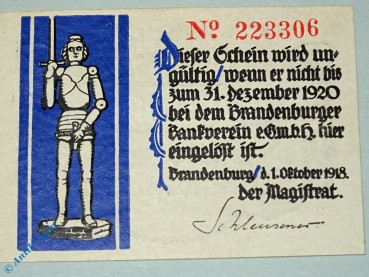 No 223306
Dieser Schein wird un-
gültig/ wenn er nicht bis
zum 31. Dezember 1920
bei dem Brandenburger
Bankverein e.G.m.b.H. hier
eingelöst ist.
Brandenburg/ d. 1. Oktober 1918.
Der Magistrat.